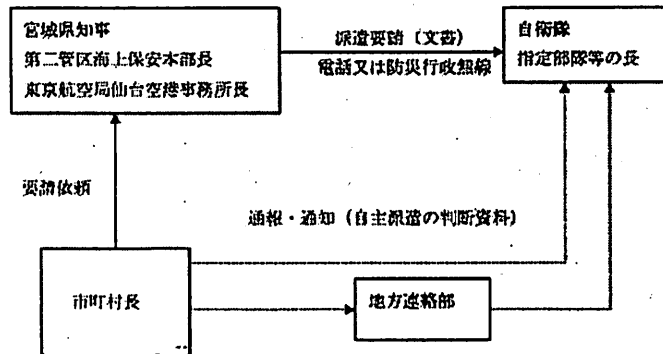 宮城県知事
第二管区海上保安本部長
東京航空局仙台空港事務所長
派遣要請（文書）
電話又は防災行政無線
自衛隊
指定部隊等の長
要請依頼
通報・通知（自主派遣の判断資料）
市町村長
地方連絡部